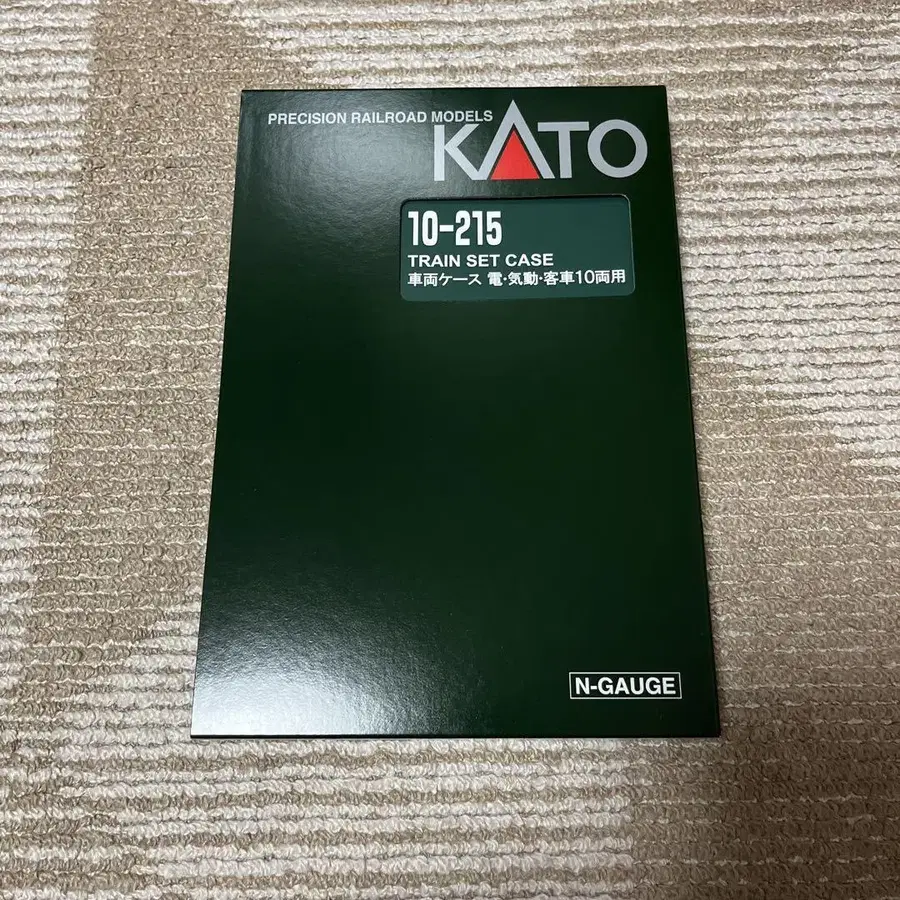 PRECISION RAILROAD MODELS
KATO
10-215
TRAIN SET CASE
車両ケース 電・気動・客車10両用
N-GAUGE